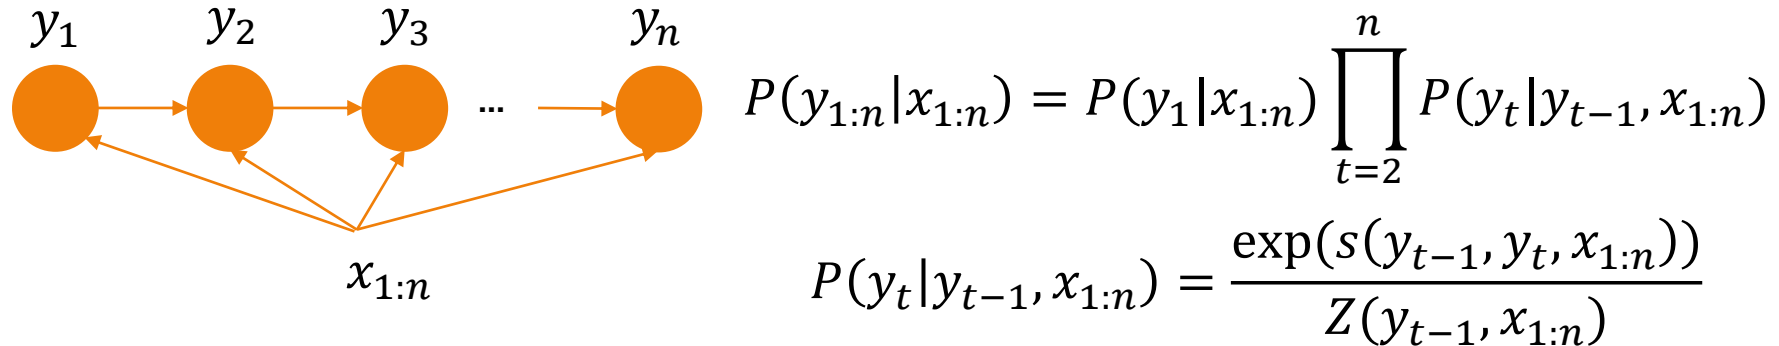 y₁ y₂ y₃ yₙ
...
x₁:ₙ
P(y₁:ₙ|x₁:ₙ) = P(y₁|x₁:ₙ) ∏ₜ₌₂ⁿ P(yₜ|yₜ₋₁, x₁:ₙ)
P(yₜ|yₜ₋₁, x₁:ₙ) = exp(s(yₜ₋₁, yₜ, x₁:ₙ)) / Z(yₜ₋₁, x₁:ₙ)